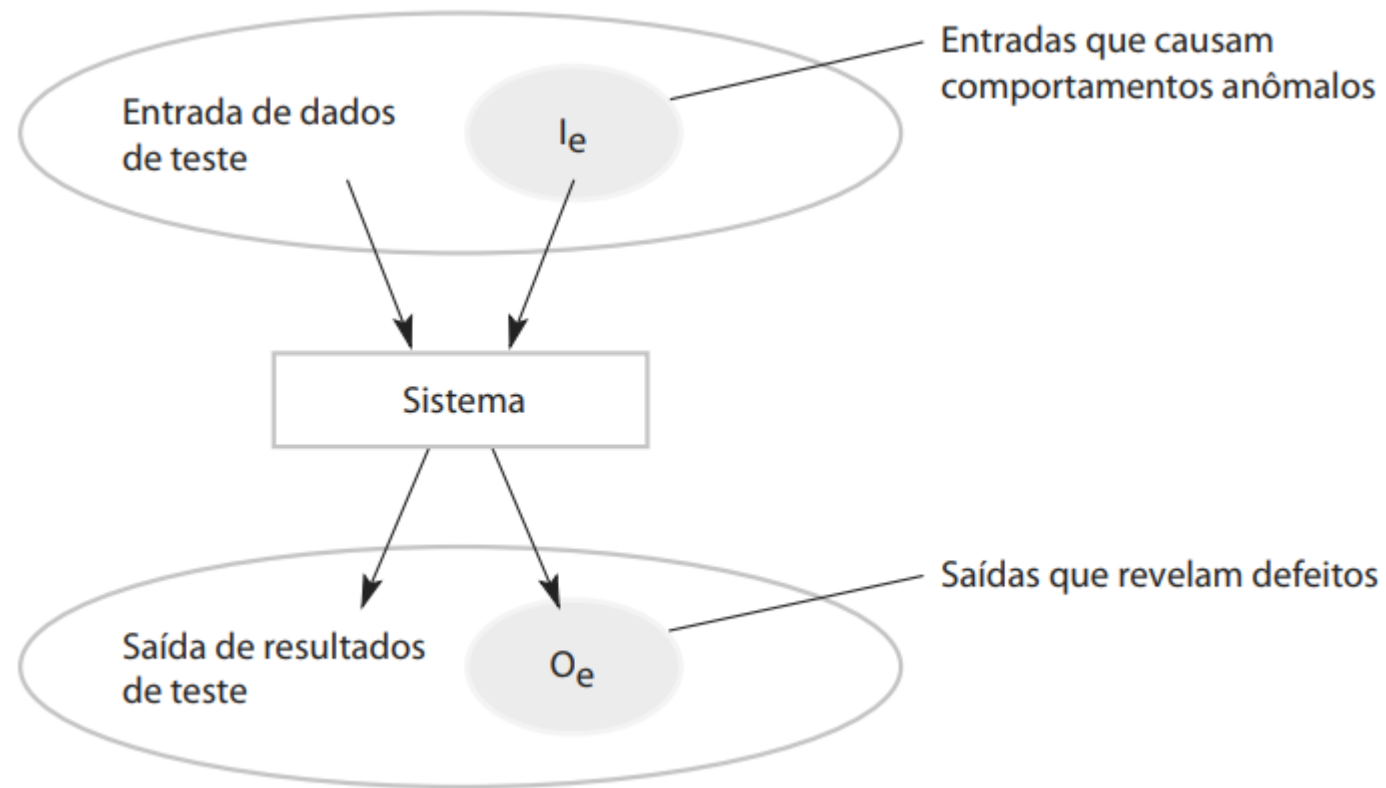 Entradas que causam
comportamentos anômalos
Entrada de dados
de teste
Ie
Sistema
Saídas que revelam defeitos
Saída de resultados
de teste
Oe